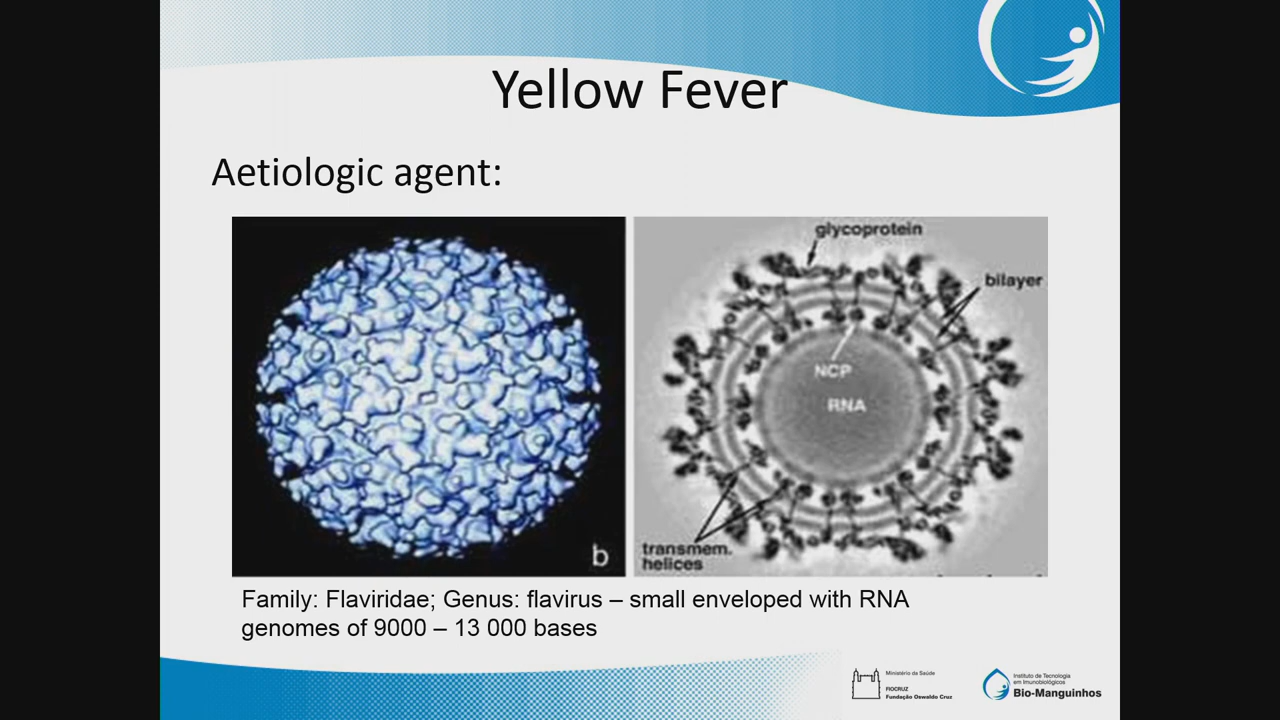 Yellow Fever
Aetiologic agent:
glycoprotein
bilayer
NCP
RNA
transmem.
helices
b
Family: Flaviridae; Genus: flavirus – small enveloped with RNA
genomes of 9000 – 13 000 bases
Ministério da Saúde
FIOCRUZ
Fundação Oswaldo Cruz
Instituto de Tecnologia
em Imunobiológicos
Bio-Manguinhos